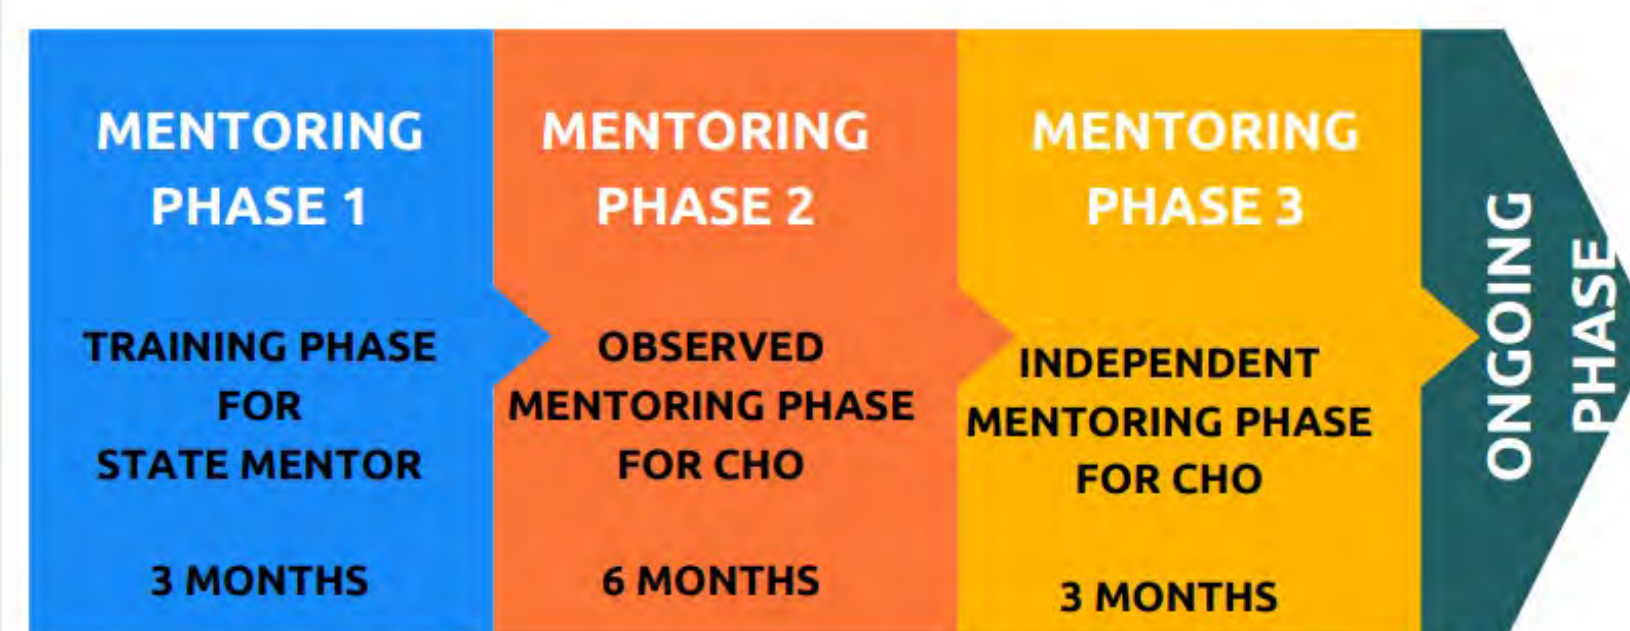 MENTORING
PHASE 1
TRAINING PHASE
FOR
STATE MENTOR
3 MONTHS
MENTORING
PHASE 2
OBSERVED
MENTORING PHASE
FOR CHO
6 MONTHS
MENTORING
PHASE 3
INDEPENDENT
MENTORING PHASE
FOR CHO
3 MONTHS
ONGOING
PHASE